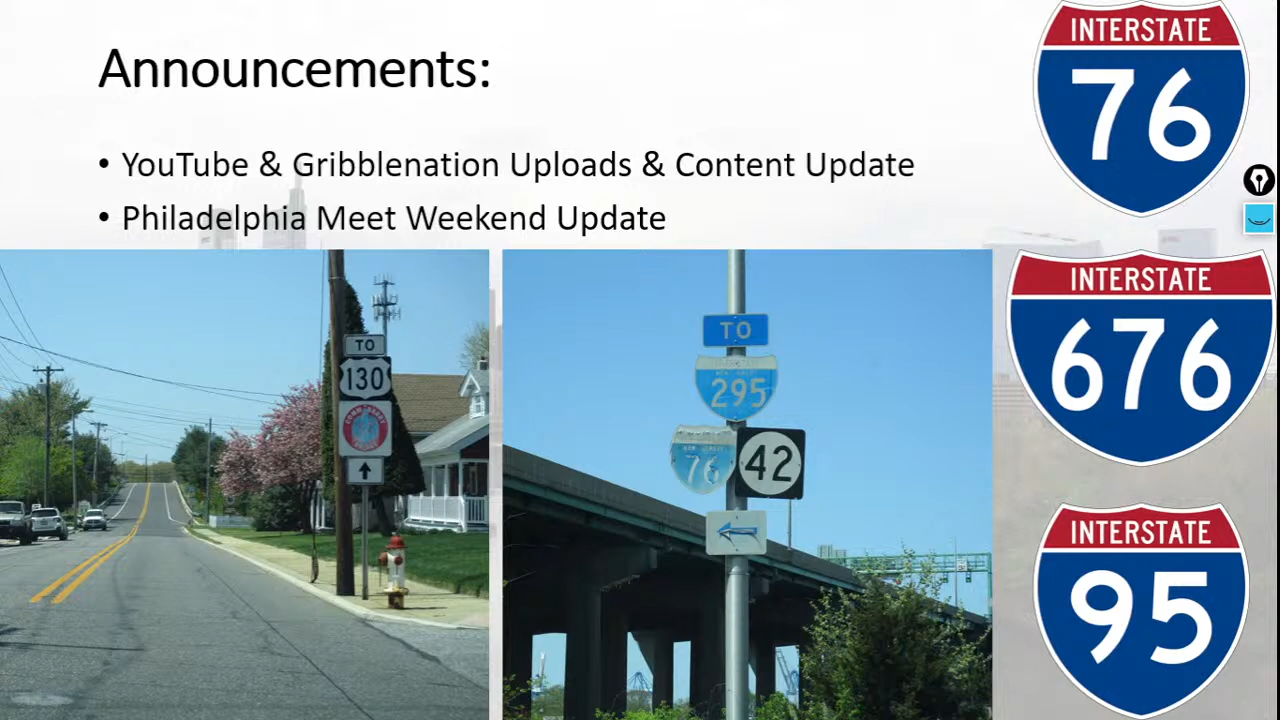 Announcements:
• YouTube & Gribblenation Uploads & Content Update
• Philadelphia Meet Weekend Update
TO
130
TO
295
76
42
INTERSTATE
76
INTERSTATE
676
INTERSTATE
95